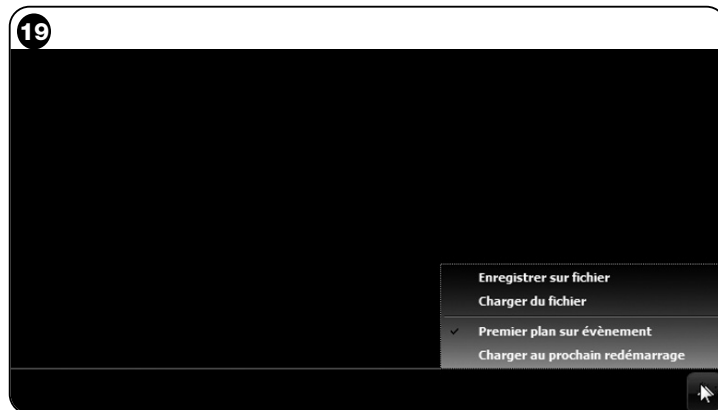 19
Enregistrer sur fichier
Charger du fichier
Premier plan sur évènement
Charger au prochain redémarrage